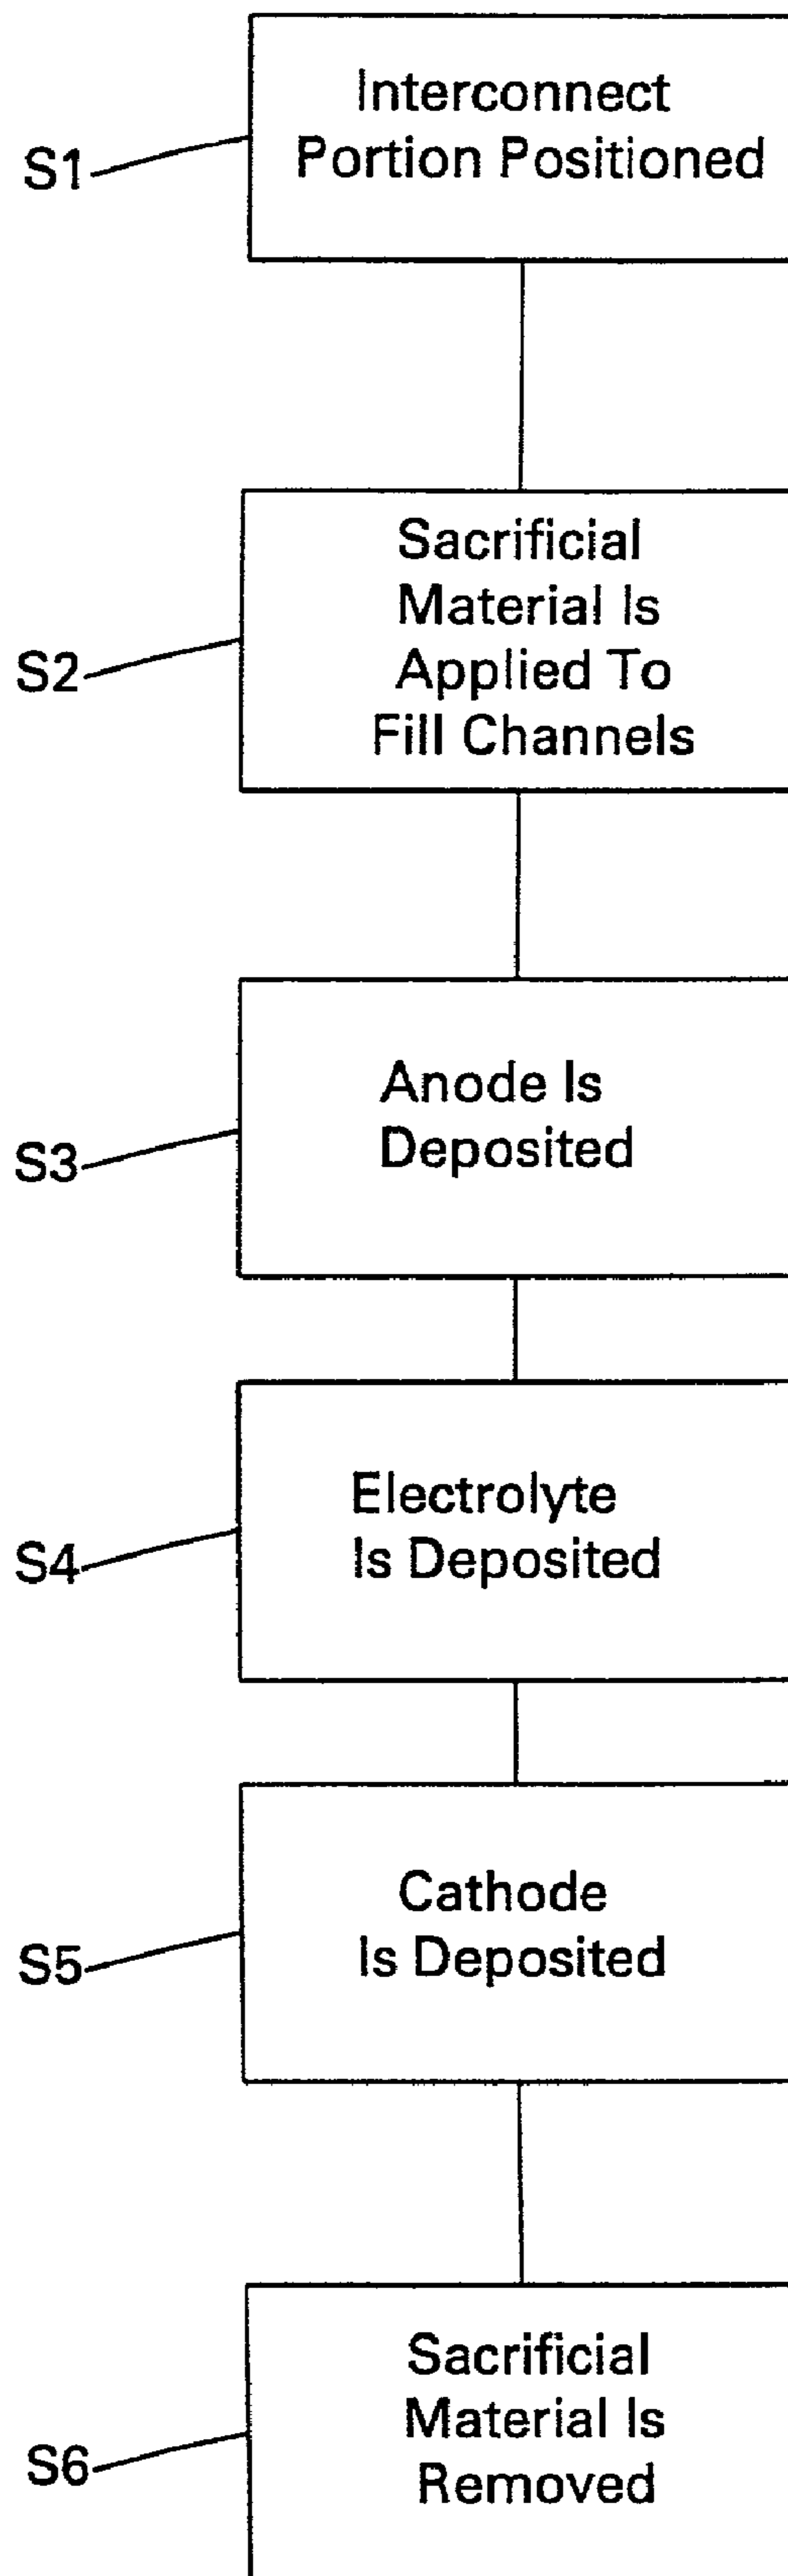 Interconnect
Portion Positioned
S1
Sacrificial
Material Is
Applied To
Fill Channels
S2
Anode Is
Deposited
S3
Electrolyte
Is Deposited
S4
Cathode
Is Deposited
S5
Sacrificial
Material Is
Removed
S6